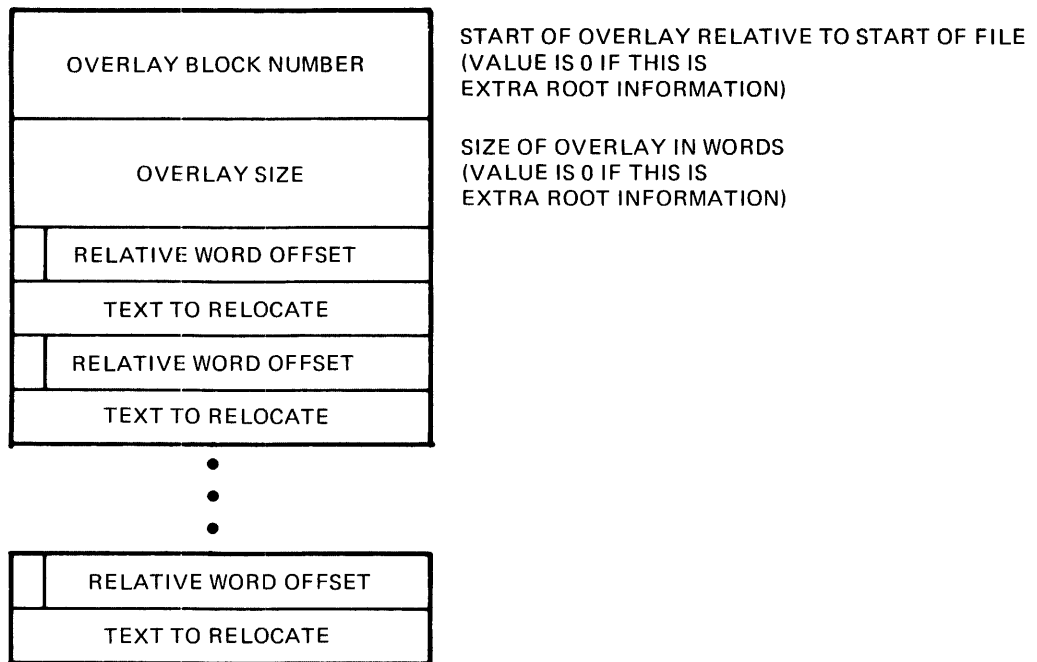 OVERLAY BLOCK NUMBER
START OF OVERLAY RELATIVE TO START OF FILE
(VALUE IS 0 IF THIS IS
EXTRA ROOT INFORMATION)
OVERLAY SIZE
SIZE OF OVERLAY IN WORDS
(VALUE IS 0 IF THIS IS
EXTRA ROOT INFORMATION)
RELATIVE WORD OFFSET
TEXT TO RELOCATE
RELATIVE WORD OFFSET
TEXT TO RELOCATE
RELATIVE WORD OFFSET
TEXT TO RELOCATE